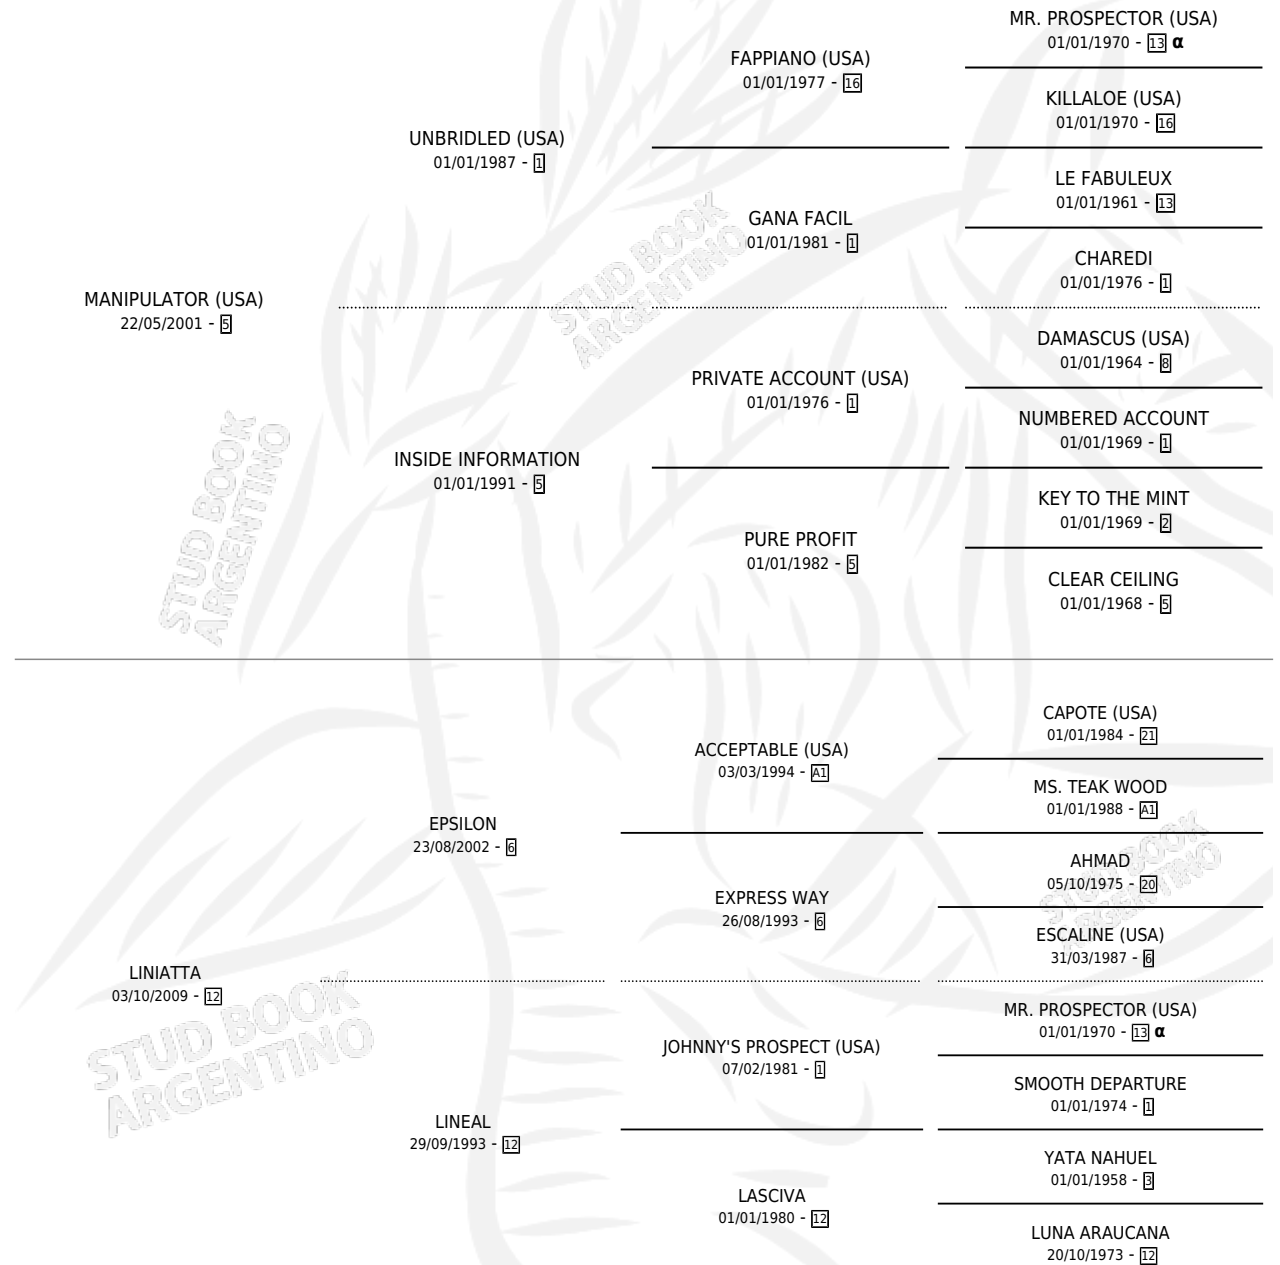 MR. PROSPECTOR (USA)
01/01/1970 - 13 α
FAPPIANO (USA)
01/01/1977 - 16
KILLALOE (USA)
01/01/1970 - 16
UNBRIDLED (USA)
01/01/1987 - 1
LE FABULEUX
01/01/1961 - 13
GANA FACIL
01/01/1981 - 1
CHAREDI
01/01/1976 - 1
MANIPULATOR (USA)
22/05/2001 - 5
DAMASCUS (USA)
01/01/1964 - 8
PRIVATE ACCOUNT (USA)
01/01/1976 - 1
NUMBERED ACCOUNT
01/01/1969 - 1
INSIDE INFORMATION
01/01/1991 - 5
KEY TO THE MINT
01/01/1969 - 2
PURE PROFIT
01/01/1982 - 5
CLEAR CEILING
01/01/1968 - 5
CAPOTE (USA)
01/01/1984 - 21
ACCEPTABLE (USA)
03/03/1994 - A1
MS. TEAK WOOD
01/01/1988 - A1
EPSILON
23/08/2002 - 6
AHMAD
05/10/1975 - 20
EXPRESS WAY
26/08/1993 - 6
ESCALINE (USA)
31/03/1987 - 6
LINIATTA
03/10/2009 - 12
MR. PROSPECTOR (USA)
01/01/1970 - 13 α
JOHNNY'S PROSPECT (USA)
07/02/1981 - 1
SMOOTH DEPARTURE
01/01/1974 - 1
LINEAL
29/09/1993 - 12
YATA NAHUEL
01/01/1958 - 3
LASCIVA
01/01/1980 - 12
LUNA ARAUCANA
20/10/1973 - 12
STUD BOOK
ARGENTINO
STUD BOOK
ARGENTINO
STUD BOOK
ARGENTINO
STUD BOOK
ARGENTINO